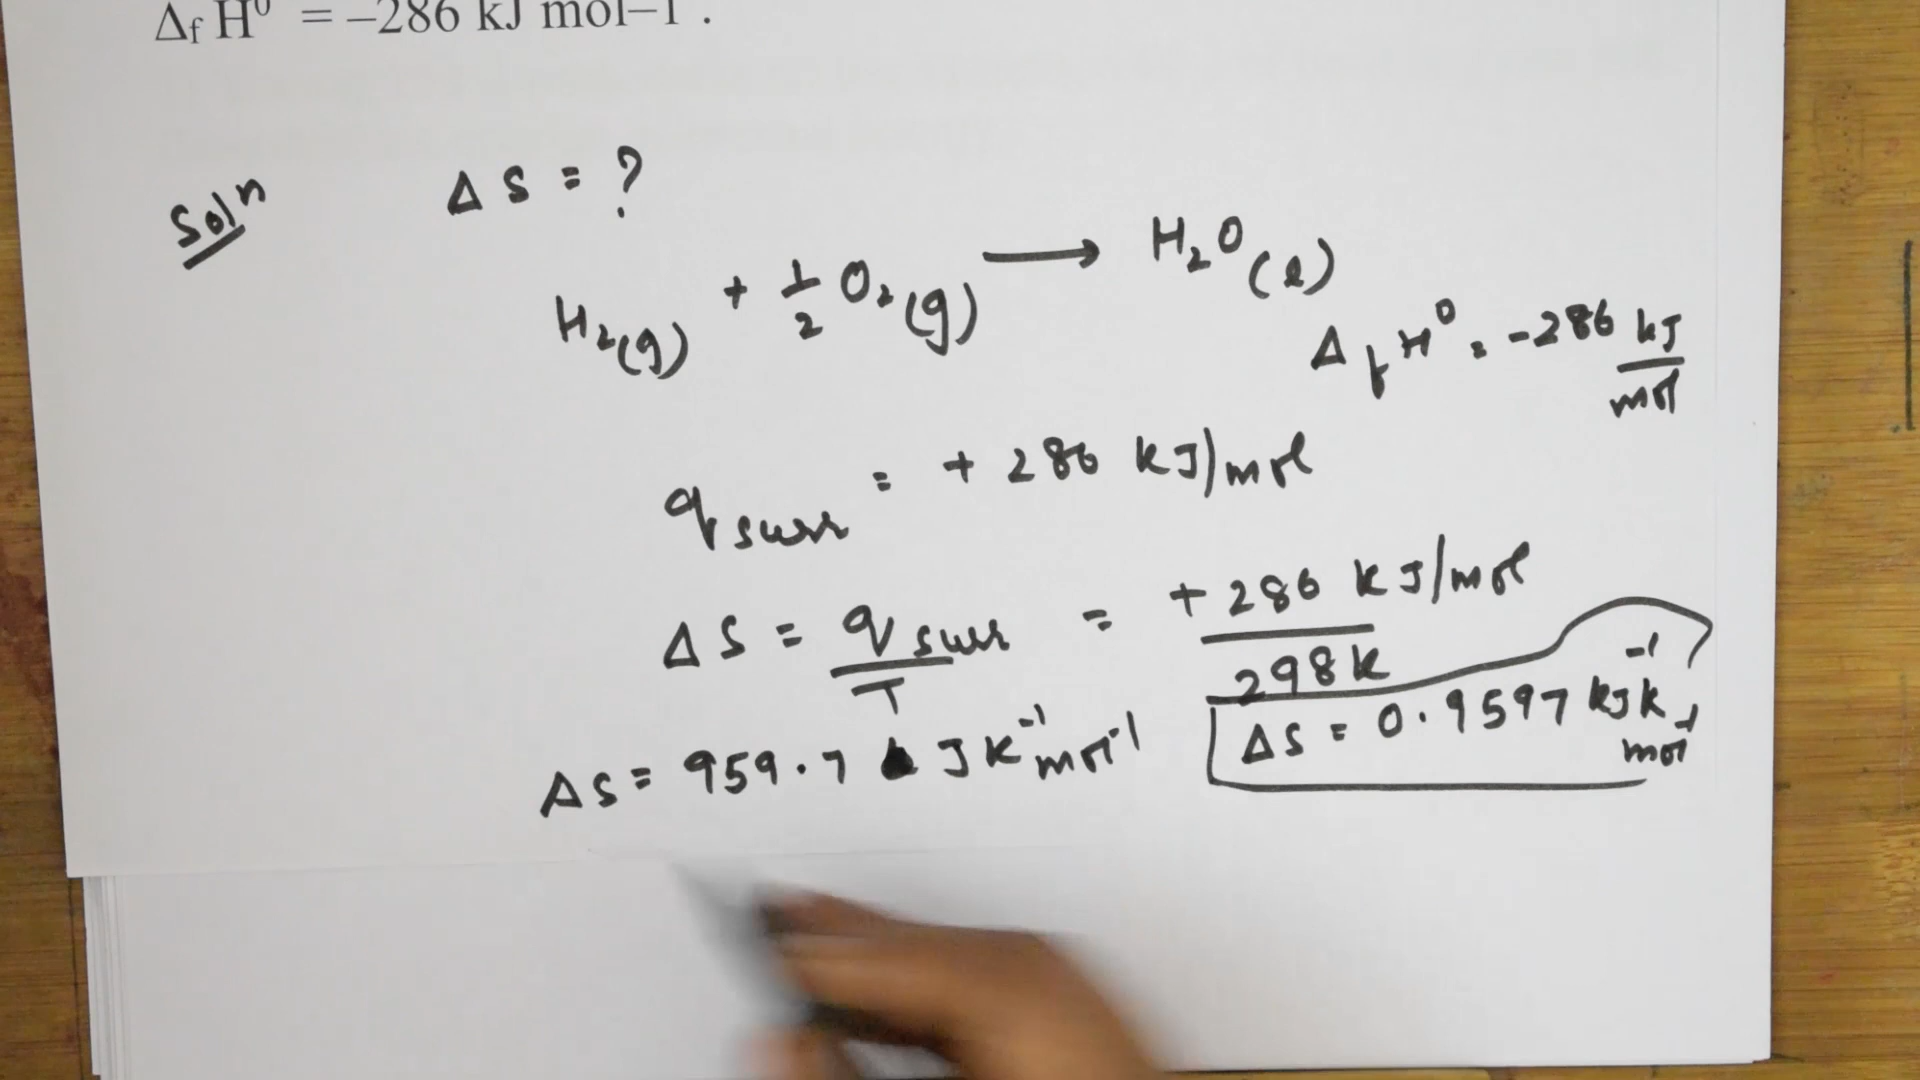 Δf H⁰ = –286 kJ mol–1 .
Solⁿ
ΔS = ?
H₂(g) + 1/2 O₂(g) ⟶ H₂O(l)
Δf H⁰ = -286 kJ/mol
q surr = + 286 KJ/mol
ΔS = q surr / T = + 286 kJ/mol / 298K
ΔS = 959.7 J K⁻¹ mol⁻¹
ΔS = 0.9597 kJ K⁻¹ mol⁻¹